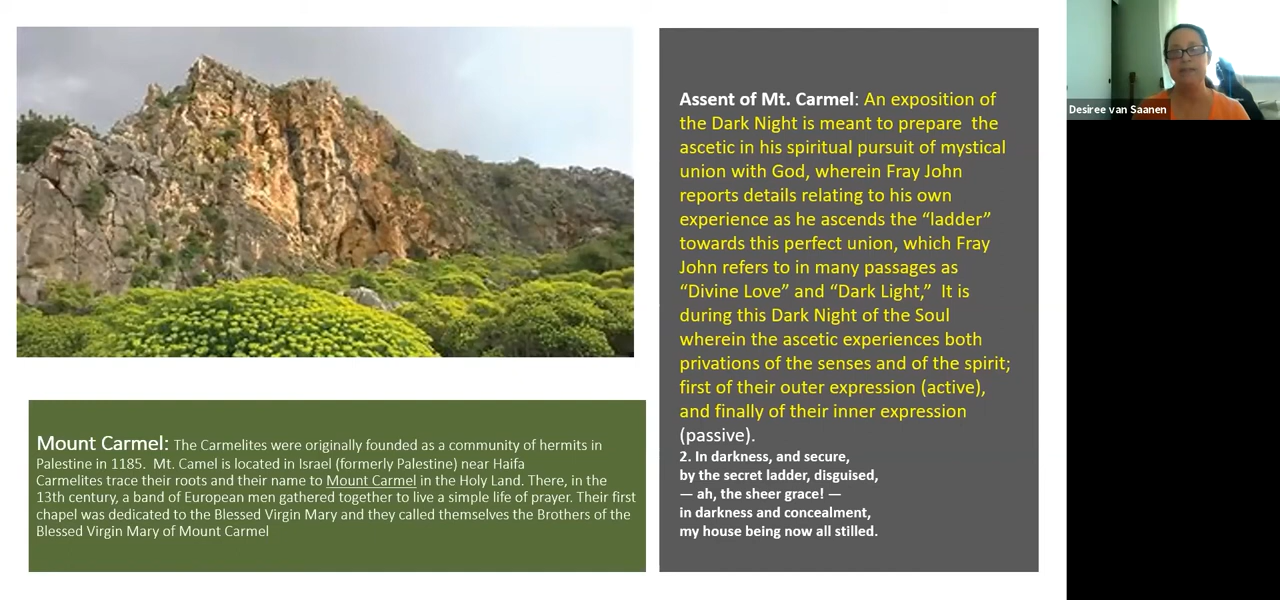 Assent of Mt. Carmel: An exposition of
the Dark Night is meant to prepare the
ascetic in his spiritual pursuit of mystical
union with God, wherein Fray John
reports details relating to his own
experience as he ascends the “ladder”
towards this perfect union, which Fray
John refers to in many passages as
“Divine Love” and “Dark Light,” It is
during this Dark Night of the Soul
wherein the ascetic experiences both
privations of the senses and of the spirit;
first of their outer expression (active),
and finally of their inner expression
(passive).
2. In darkness, and secure,
by the secret ladder, disguised,
— ah, the sheer grace! —
in darkness and concealment,
my house being now all stilled.
Mount Carmel: The Carmelites were originally founded as a community of hermits in
Palestine in 1185. Mt. Camel is located in Israel (formerly Palestine) near Haifa
Carmelites trace their roots and their name to Mount Carmel in the Holy Land. There, in the
13th century, a band of European men gathered together to live a simple life of prayer. Their first
chapel was dedicated to the Blessed Virgin Mary and they called themselves the Brothers of the
Blessed Virgin Mary of Mount Carmel
Desiree van Saanen